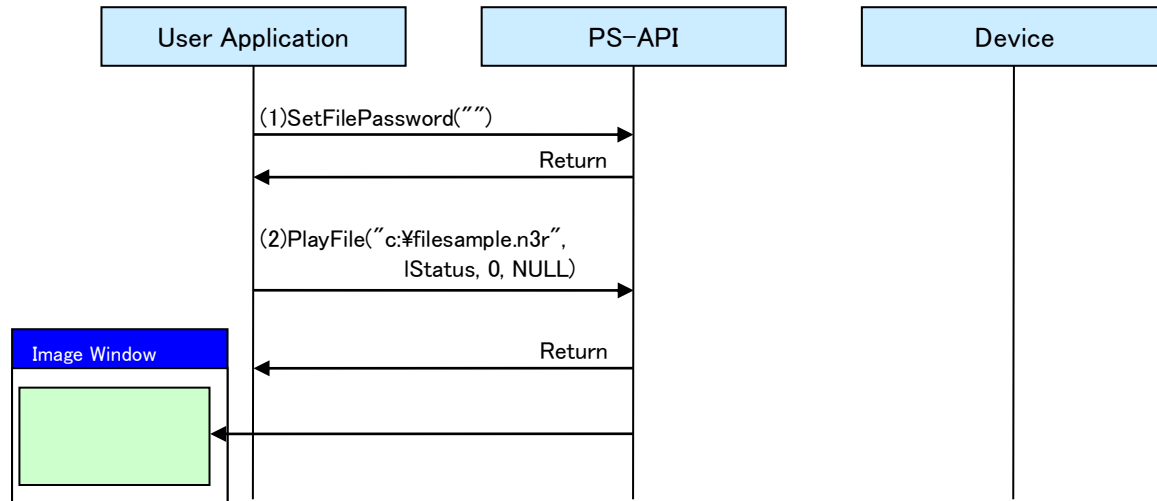 User Application
PS-API
Device
(1)SetFilePassword("")
Return
(2)PlayFile("c:¥filesample.n3r",
lStatus, 0, NULL)
Image Window
Return